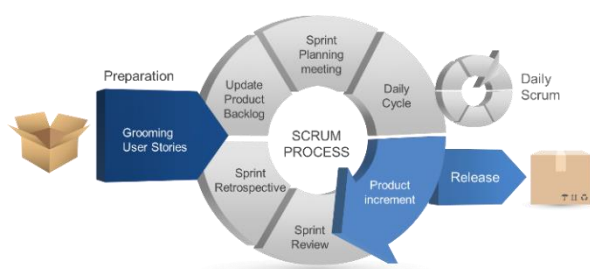 Preparation
Grooming
User Stories
Update
Product
Backlog
Sprint
Planning
meeting
Daily
Cycle
Daily
Scrum
SCRUM
PROCESS
Product
increment
Release
Sprint
Review
Sprint
Retrospective